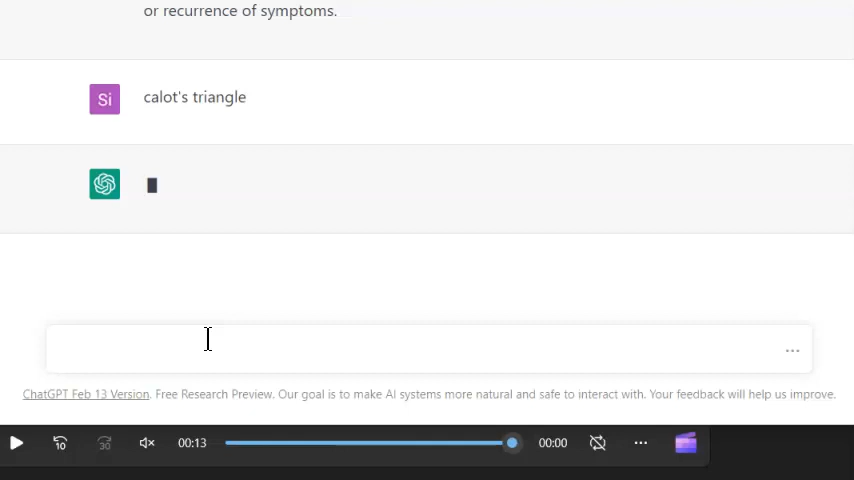 or recurrence of symptoms.
Si
calot's triangle
ChatGPT Feb 13 Version. Free Research Preview. Our goal is to make AI systems more natural and safe to interact with. Your feedback will help us improve.
10
30
00:13
00:00